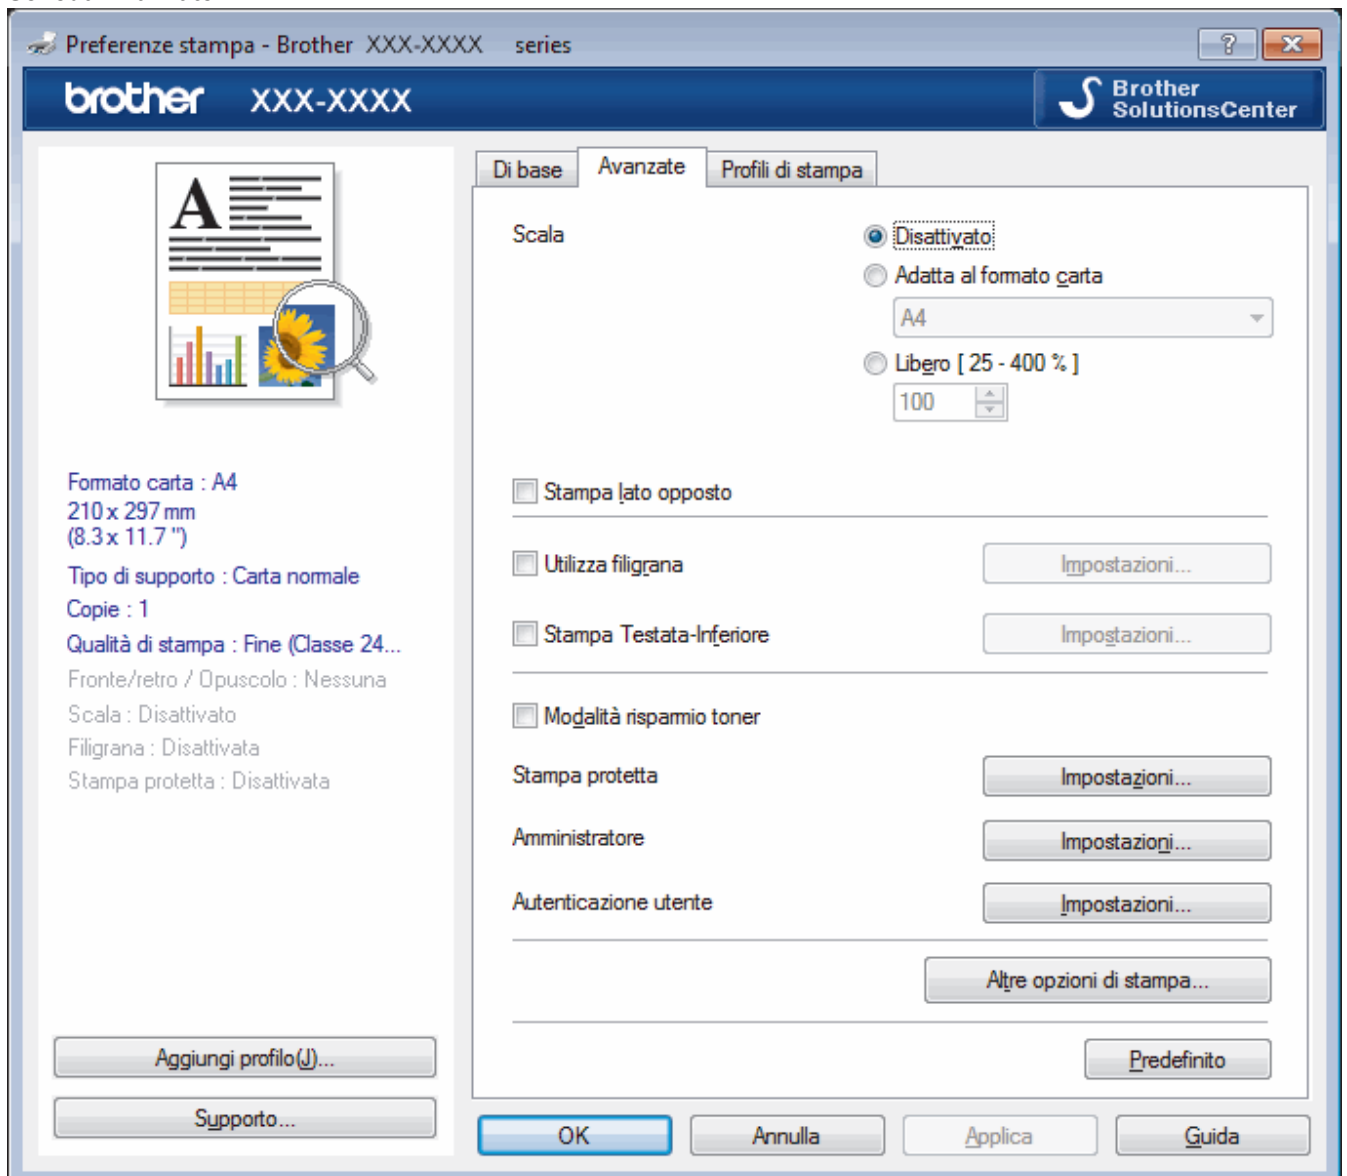 Preferenze stampa - Brother XXX-XXXX series
brother XXX-XXXX
Brother
SolutionsCenter
A
Formato carta : A4
210 x 297 mm
(8.3 x 11.7 ")
Tipo di supporto : Carta normale
Copie : 1
Qualità di stampa : Fine (Classe 24...
Fronte/retro / Opuscolo : Nessuna
Scala : Disattivato
Filigrana : Disattivata
Stampa protetta : Disattivata
Aggiungi profilo(J)...
Supporto...
Di base Avanzate Profili di stampa
Scala
Disattivato
Adatta al formato carta
A4
Libero [ 25 - 400 % ]
100
Stampa lato opposto
Utilizza filigrana Impostazioni...
Stampa Testata-Inferiore Impostazioni...
Modalità risparmio toner
Stampa protetta Impostazioni...
Amministratore Impostazioni...
Autenticazione utente Impostazioni...
Altre opzioni di stampa...
Predefinito
OK Annulla Applica Guida